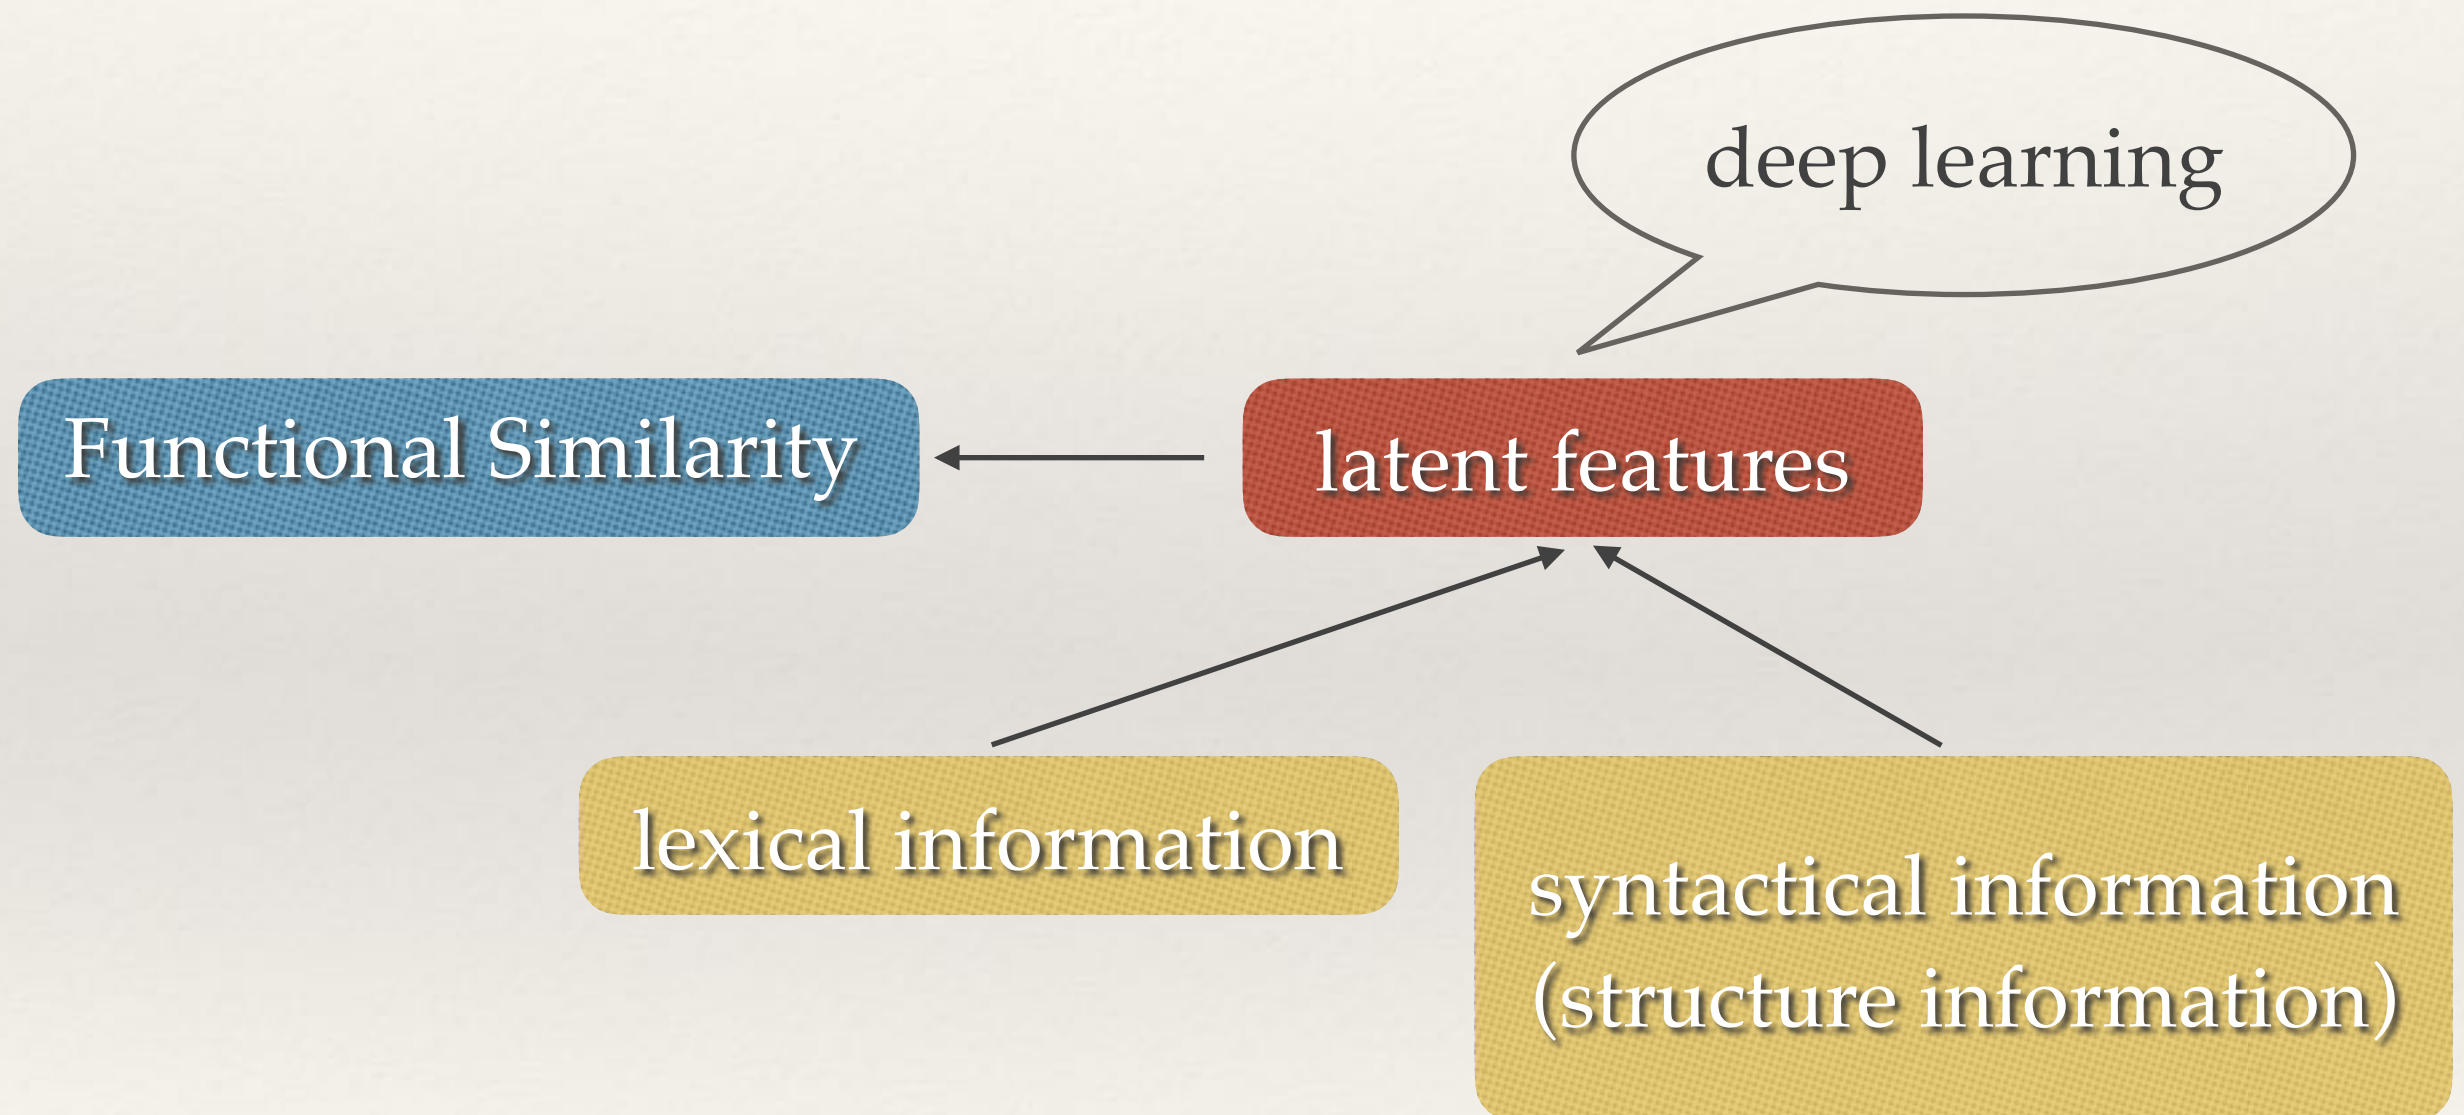 deep learning
Functional Similarity
latent features
lexical information
syntactical information
(structure information)